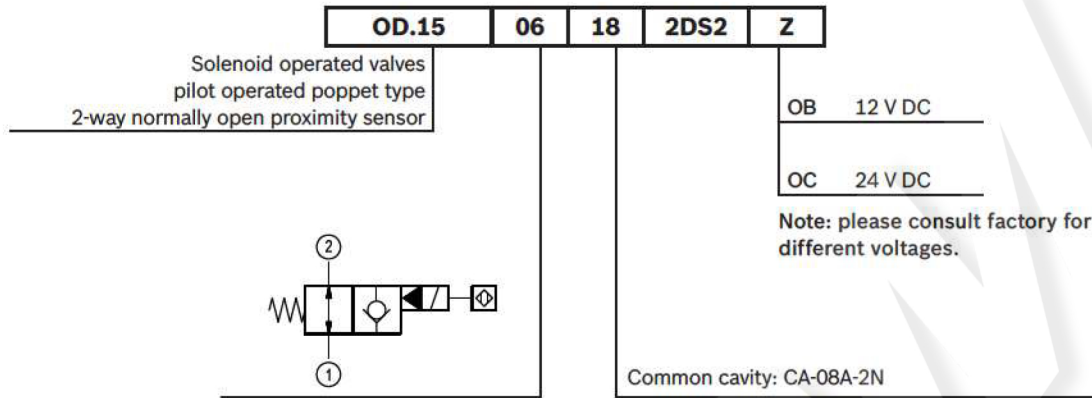 OD.15 06 18 2DS2 Z
Solenoid operated valves
pilot operated poppet type
2-way normally open proximity sensor
OB 12 V DC
OC 24 V DC
Note: please consult factory for
different voltages.
2
1
Common cavity: CA-08A-2N